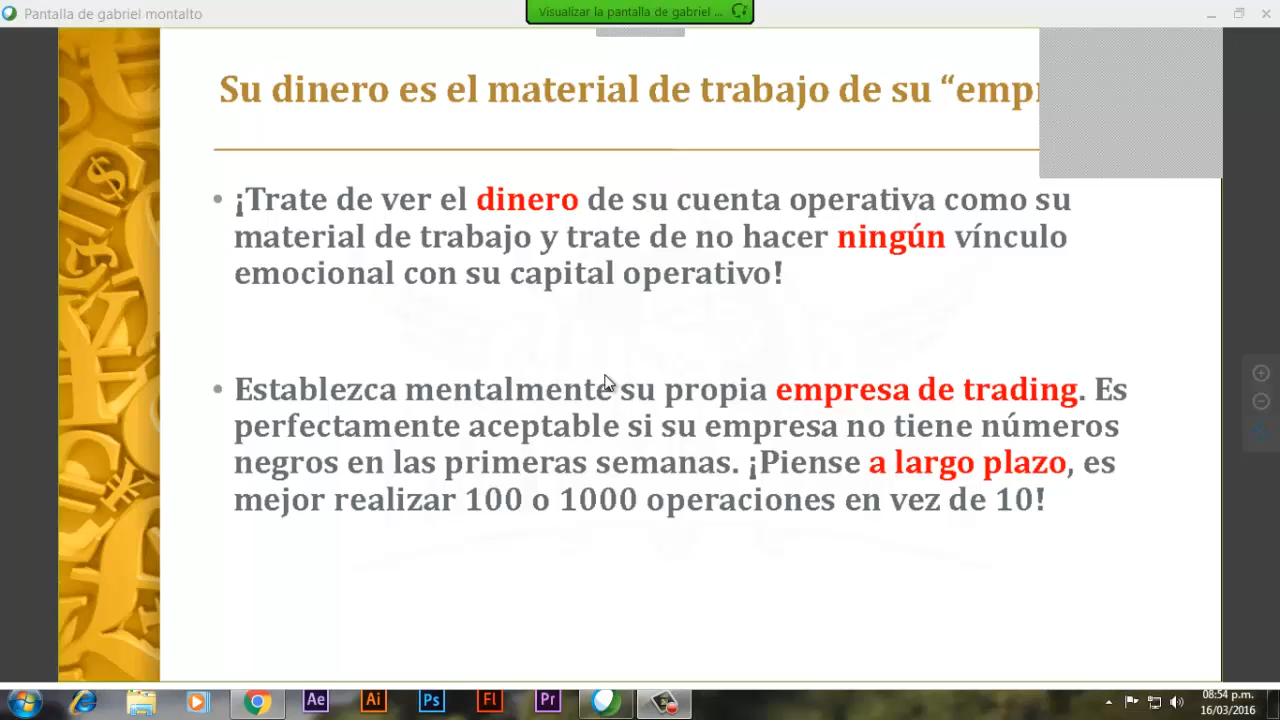 Pantalla de gabriel montalto
Visualizar la pantalla de gabriel ...
Su dinero es el material de trabajo de su “emp
• ¡Trate de ver el dinero de su cuenta operativa como su
material de trabajo y trate de no hacer ningún vínculo
emocional con su capital operativo!
• Establezca mentalmente su propia empresa de trading. Es
perfectamente aceptable si su empresa no tiene números
negros en las primeras semanas. ¡Piense a largo plazo, es
mejor realizar 100 o 1000 operaciones en vez de 10!
Ae Ai Ps Fl Pr
08:54 p.m.
16/03/2016